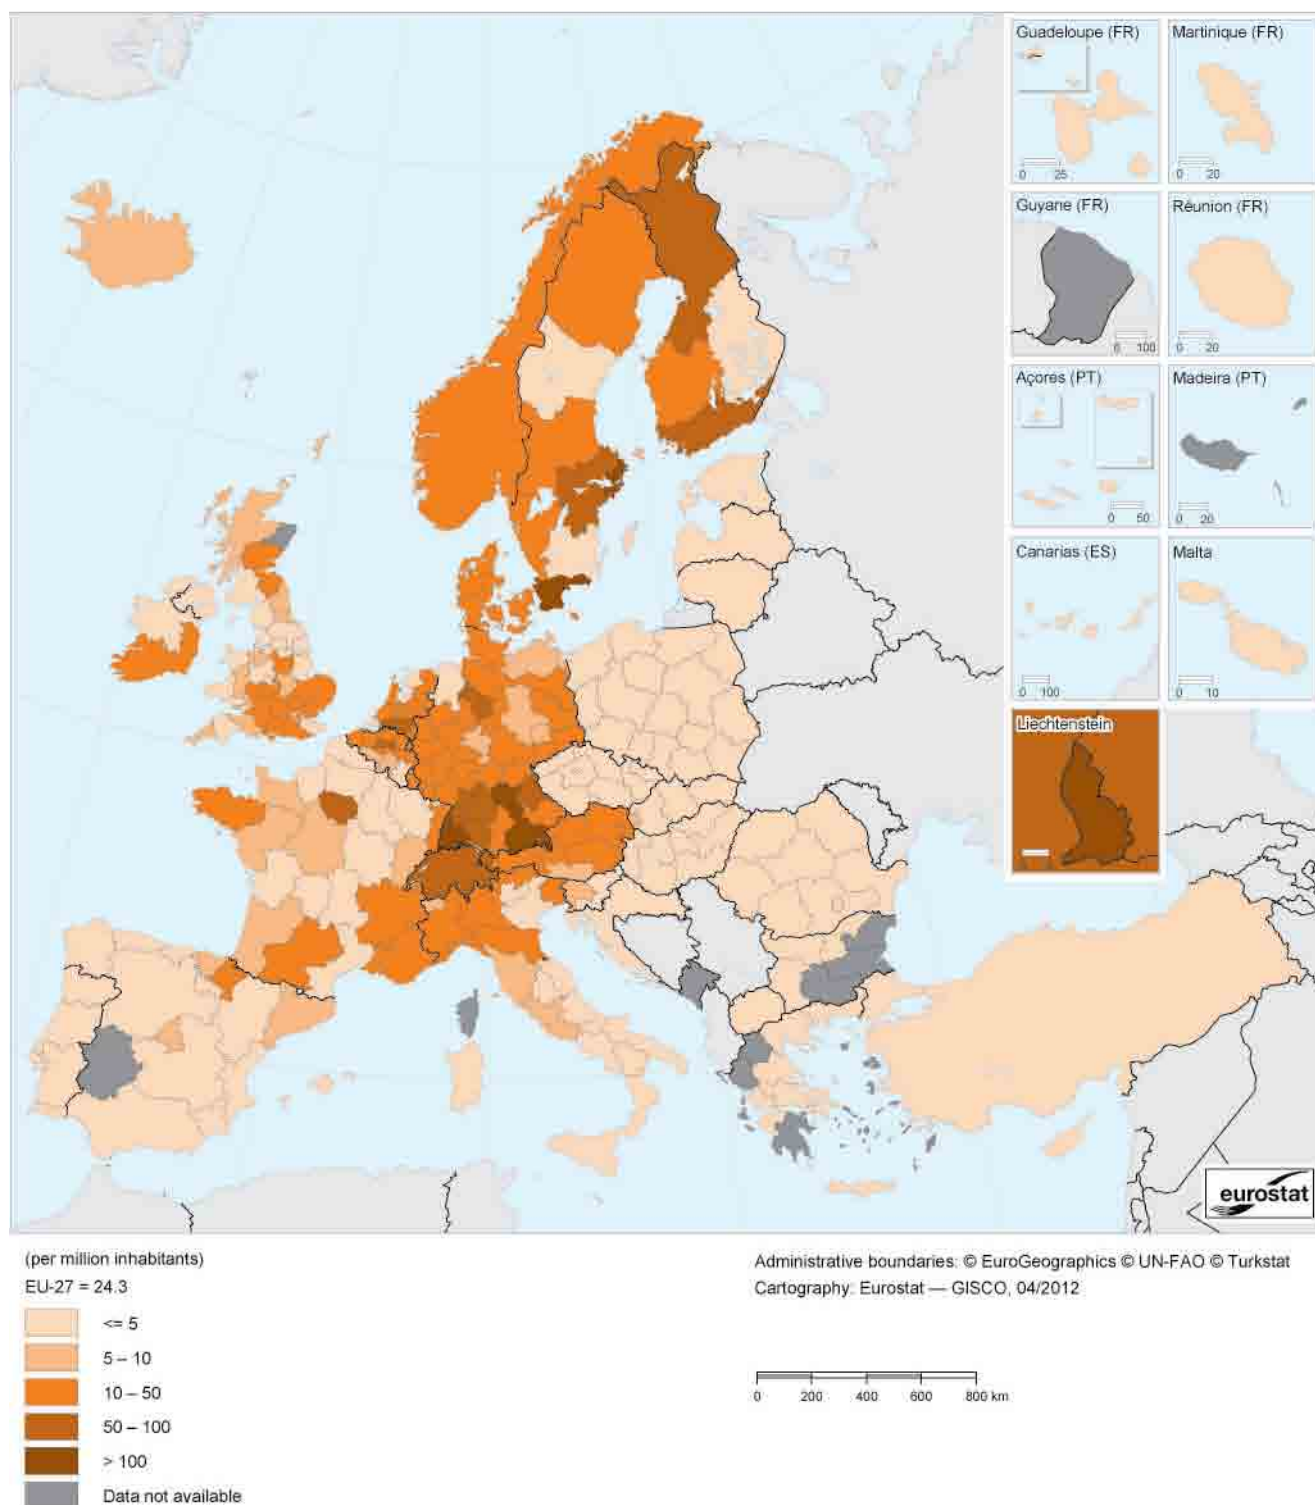 Guadeloupe (FR)
0 25
Martinique (FR)
0 20
Guyane (FR)
0 100
Réunion (FR)
0 20
Açores (PT)
0 50
Madeira (PT)
0 20
Canarias (ES)
0 100
Malta
0 10
Liechtenstein
eurostat
(per million inhabitants)
EU-27 = 24.3
<= 5
5 – 10
10 – 50
50 – 100
> 100
Data not available
Administrative boundaries: © EuroGeographics © UN-FAO © Turkstat
Cartography: Eurostat — GISCO, 04/2012
0 200 400 600 800 km